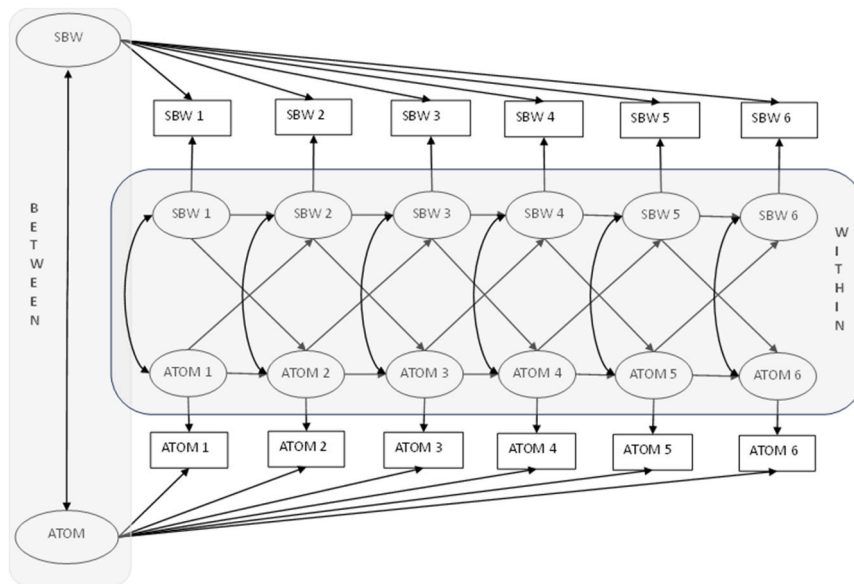 SBW
SBW 1
SBW 2
SBW 3
SBW 4
SBW 5
SBW 6
BETWEEN
SBW 1
SBW 2
SBW 3
SBW 4
SBW 5
SBW 6
WITHIN
ATOM 1
ATOM 2
ATOM 3
ATOM 4
ATOM 5
ATOM 6
ATOM 1
ATOM 2
ATOM 3
ATOM 4
ATOM 5
ATOM 6
ATOM